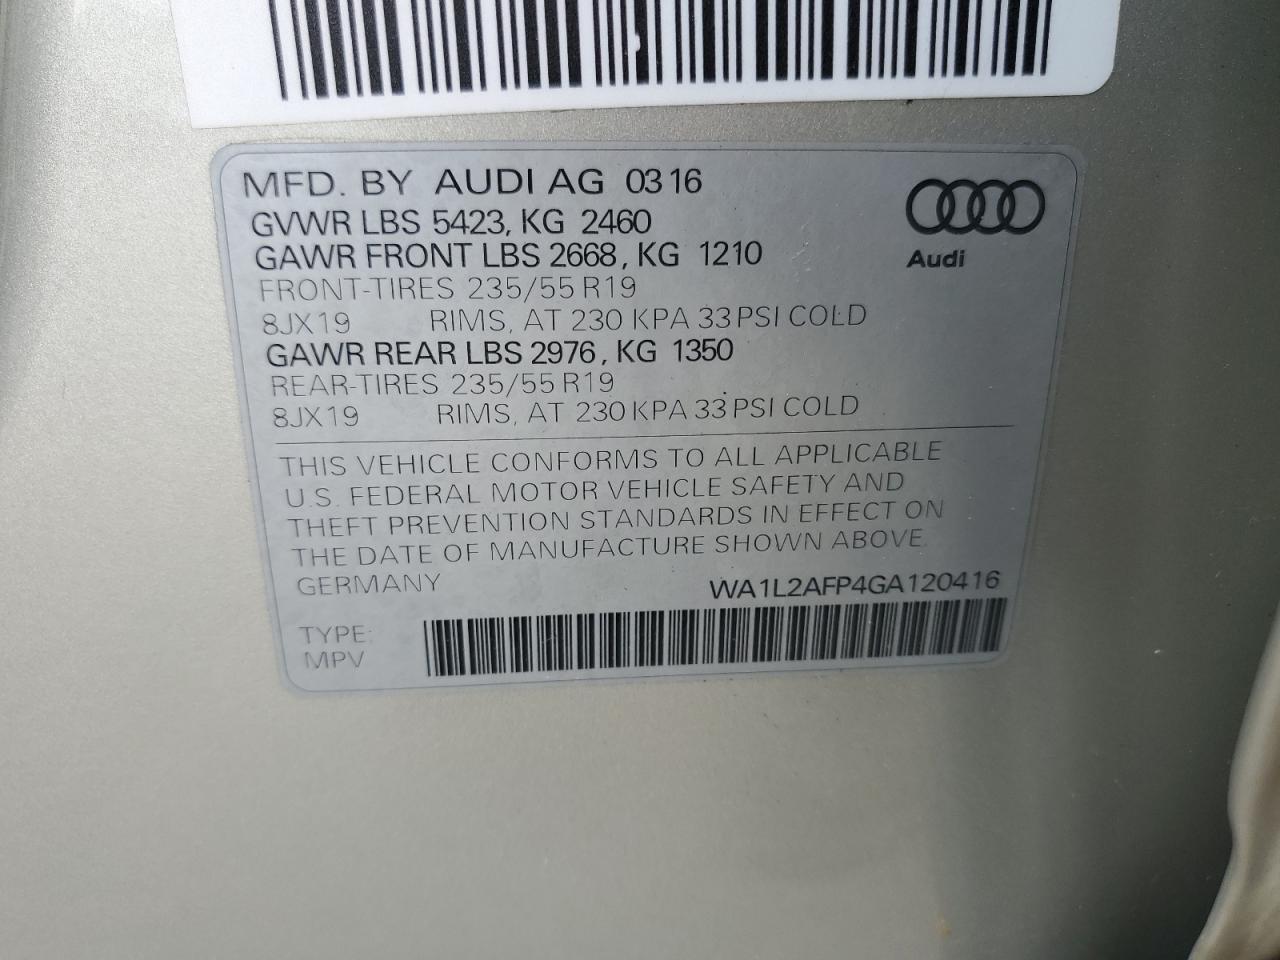 MFD. BY AUDI AG 03 16
GVWR LBS 5423, KG 2460
GAWR FRONT LBS 2668, KG 1210
FRONT-TIRES 235/55 R19
8JX19 RIMS, AT 230 KPA 33 PSI COLD
GAWR REAR LBS 2976, KG 1350
REAR-TIRES 235/55 R19
8JX19 RIMS, AT 230 KPA 33 PSI COLD
Audi
THIS VEHICLE CONFORMS TO ALL APPLICABLE
U.S. FEDERAL MOTOR VEHICLE SAFETY AND
THEFT PREVENTION STANDARDS IN EFFECT ON
THE DATE OF MANUFACTURE SHOWN ABOVE.
GERMANY WA1L2AFP4GA120416
TYPE:
MPV